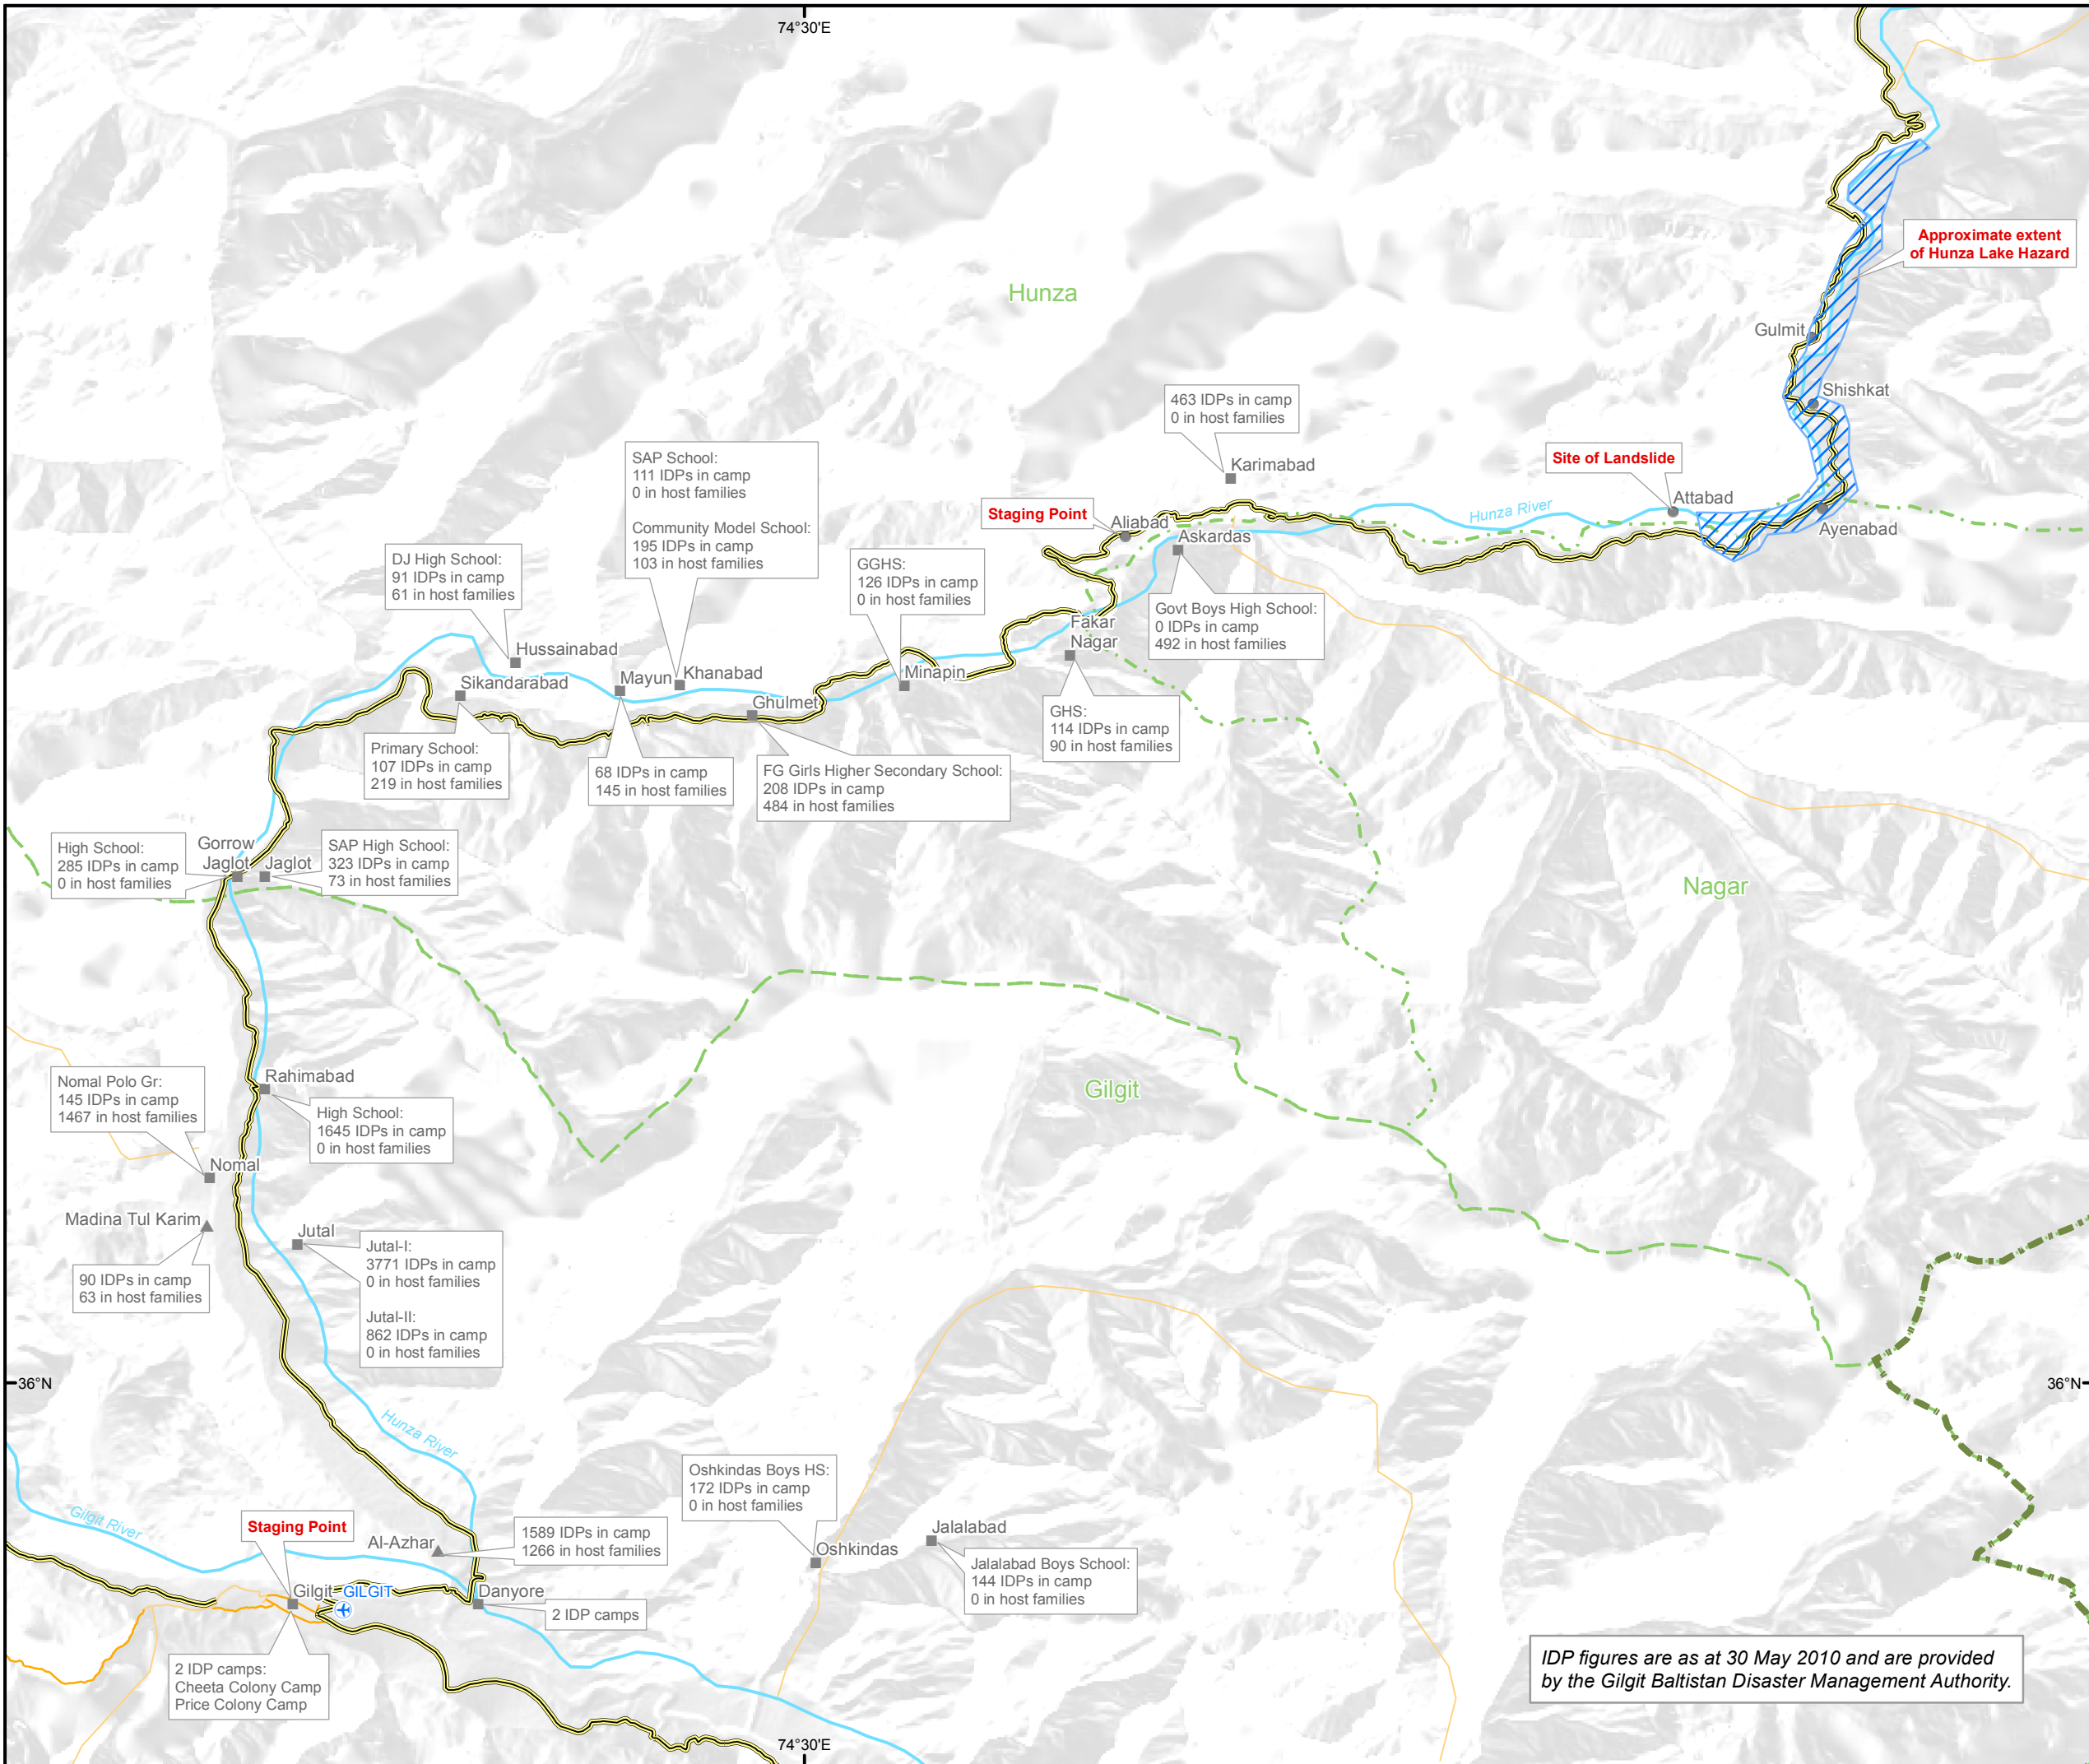 74°30'E
Approximate extent
of Hunza Lake Hazard
Hunza
Gulmit
Shishkat
463 IDPs in camp
0 in host families
Karimabad
Site of Landslide
Attabad
Hunza River
Ayenabad
Staging Point
Aliabad
Askardas
Govt Boys High School:
0 IDPs in camp
492 in host families
SAP School:
111 IDPs in camp
0 in host families
Community Model School:
195 IDPs in camp
103 in host families
DJ High School:
91 IDPs in camp
61 in host families
GGHS:
126 IDPs in camp
0 in host families
Fakar
Nagar
Hussainabad
Sikandarabad
Mayun
Khanabad
Minapin
Ghulmet
GHS:
114 IDPs in camp
90 in host families
Primary School:
107 IDPs in camp
219 in host families
68 IDPs in camp
145 in host families
FG Girls Higher Secondary School:
208 IDPs in camp
484 in host families
High School:
285 IDPs in camp
0 in host families
Gorrow
Jaglot
Jaglot
SAP High School:
323 IDPs in camp
73 in host families
Nagar
Gilgit
Rahimabad
Nomal Polo Gr:
145 IDPs in camp
1467 in host families
High School:
1645 IDPs in camp
0 in host families
Nomal
Madina Tul Karim
Jutal
90 IDPs in camp
63 in host families
Jutal-I:
3771 IDPs in camp
0 in host families
Jutal-II:
862 IDPs in camp
0 in host families
36°N
36°N
Hunza River
Gilgit River
Staging Point
Al-Azhar
1589 IDPs in camp
1266 in host families
Oshkindas Boys HS:
172 IDPs in camp
0 in host families
Oshkindas
Jalalabad
Jalalabad Boys School:
144 IDPs in camp
0 in host families
Gilgit
GILGIT
Danyore
2 IDP camps
2 IDP camps:
Cheeta Colony Camp
Price Colony Camp
IDP figures are as at 30 May 2010 and are provided
by the Gilgit Baltistan Disaster Management Authority.
74°30'E